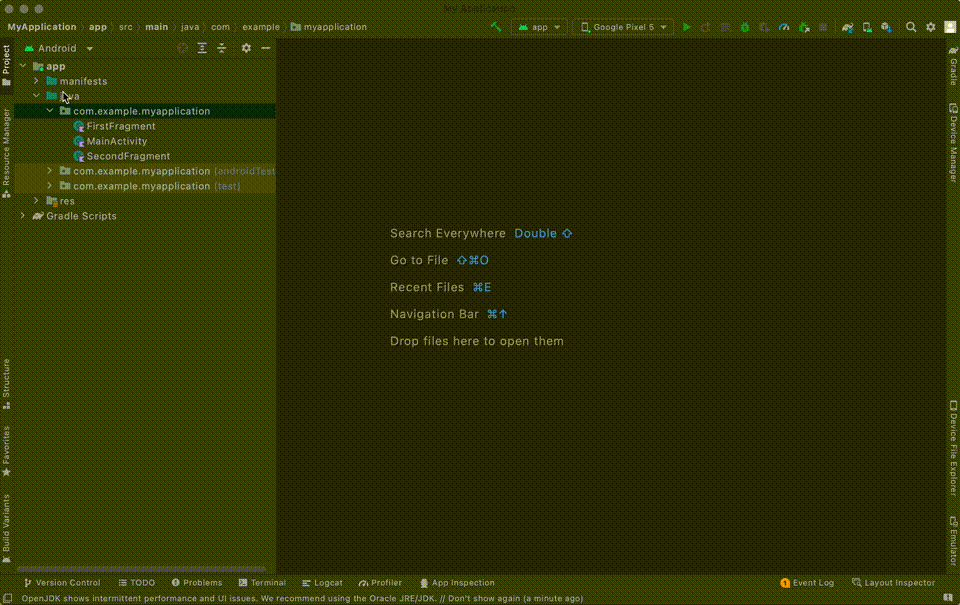 My Application
MyApplication app src main java com example myapplication app Google Pixel 5
Project
Android
app
manifests
java
com.example.myapplication
FirstFragment
MainActivity
SecondFragment
com.example.myapplication (androidTest
com.example.myapplication (test)
res
Gradle Scripts
Resource Manager
Structure
Favorites
Build Variants
Search Everywhere Double ⇧
Go to File ⇧⌘O
Recent Files ⌘E
Navigation Bar ⌘↑
Drop files here to open them
Gradle
Device Manager
Device File Explorer
Emulator
Version Control TODO Problems Terminal Logcat Profiler App Inspection 1 Event Log Layout Inspector
OpenJDK shows intermittent performance and UI issues. We recommend using the Oracle JRE/JDK. // Don't show again (a minute ago)